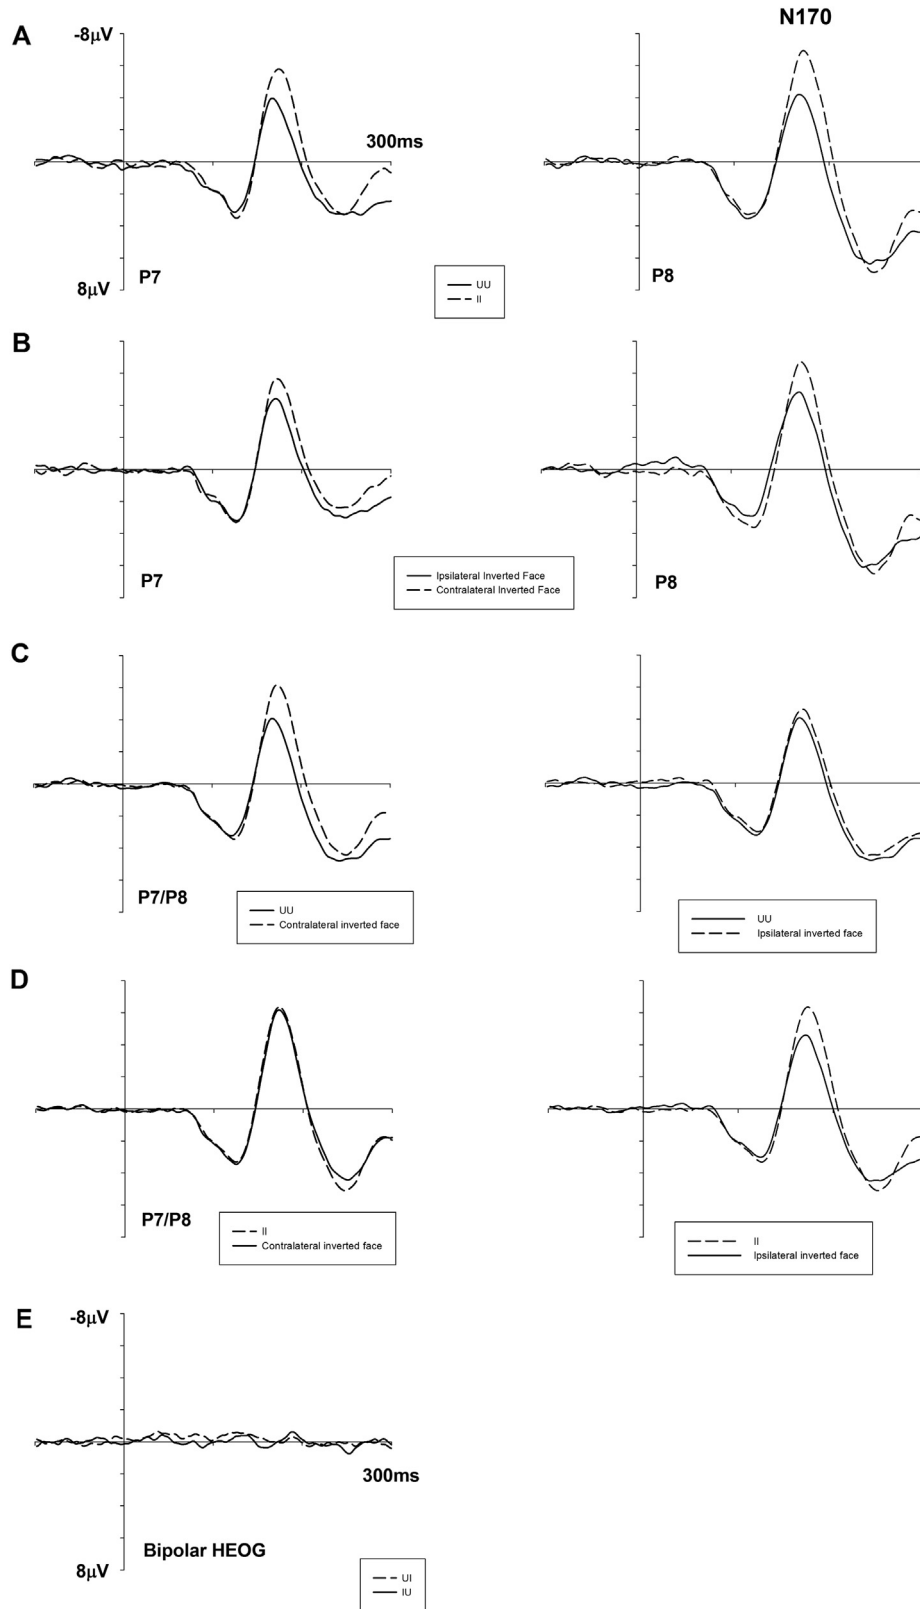 N170
A
-8µV
300ms
8µV
P7
P8
UU
II
B
P7
P8
Ipsilateral Inverted Face
Contralateral Inverted Face
C
P7/P8
UU
Contralateral inverted face
UU
Ipsilateral inverted face
D
P7/P8
II
Contralateral inverted face
II
Ipsilateral inverted face
E
-8µV
300ms
8µV
Bipolar HEOG
UI
IU